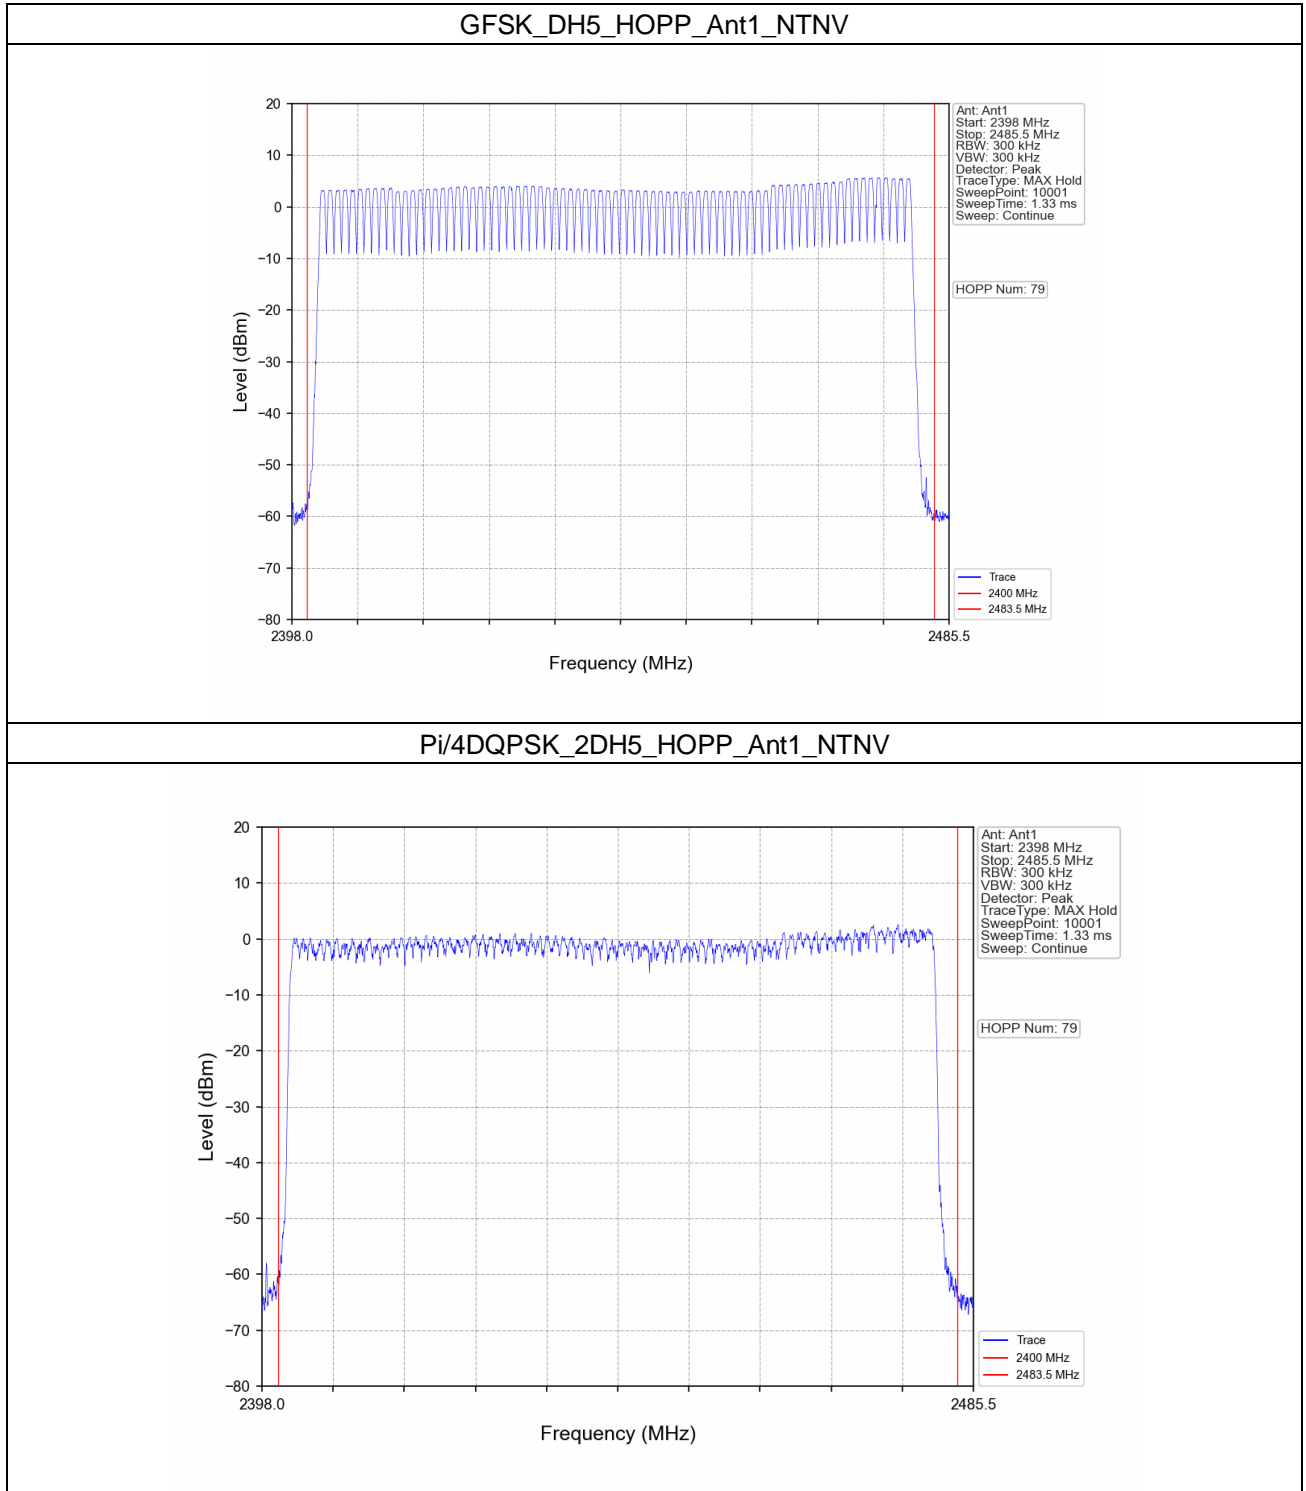 GFSK_DH5_HOPP_Ant1_NTNV
20
10
0
−10
−20
−30
−40
−50
−60
−70
−80
Level (dBm)
2398.0
2485.5
Frequency (MHz)
Ant: Ant1
Start: 2398 MHz
Stop: 2485.5 MHz
RBW: 300 kHz
VBW: 300 kHz
Detector: Peak
TraceType: MAX Hold
SweepPoint: 10001
SweepTime: 1.33 ms
Sweep: Continue
HOPP Num: 79
Trace
2400 MHz
2483.5 MHz
Pi/4DQPSK_2DH5_HOPP_Ant1_NTNV
20
10
0
−10
−20
−30
−40
−50
−60
−70
−80
Level (dBm)
2398.0
2485.5
Frequency (MHz)
Ant: Ant1
Start: 2398 MHz
Stop: 2485.5 MHz
RBW: 300 kHz
VBW: 300 kHz
Detector: Peak
TraceType: MAX Hold
SweepPoint: 10001
SweepTime: 1.33 ms
Sweep: Continue
HOPP Num: 79
Trace
2400 MHz
2483.5 MHz